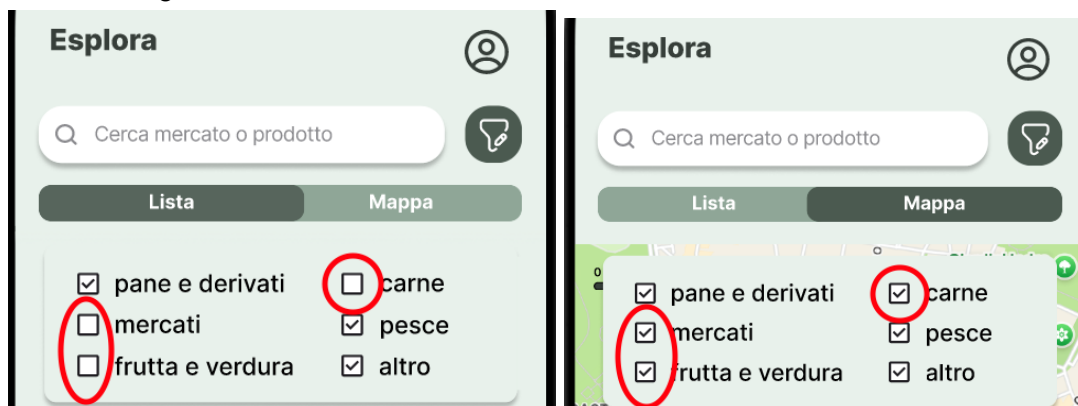 Esplora
Cerca mercato o prodotto
Lista Mappa
pane e derivati carne
mercati pesce
frutta e verdura altro
Esplora
Cerca mercato o prodotto
Lista Mappa
0
pane e derivati carne
mercati pesce
frutta e verdura altro